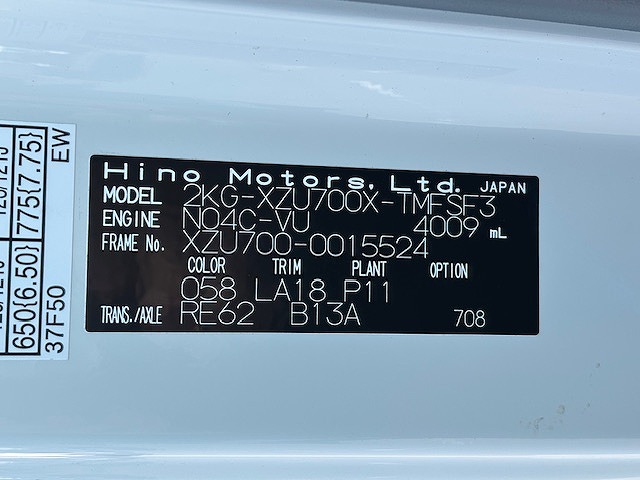 Hino Motors, Ltd. JAPAN
MODEL 2KG-XZU700X-TMFSF3
ENGINE N04C-VU 4009 mL
FRAME No. XZU700-0015524
COLOR TRIM PLANT OPTION
058 LA18 P11
TRANS./AXLE RE62 B13A 708
650{6.50} 775{7.75}
37F50 EW